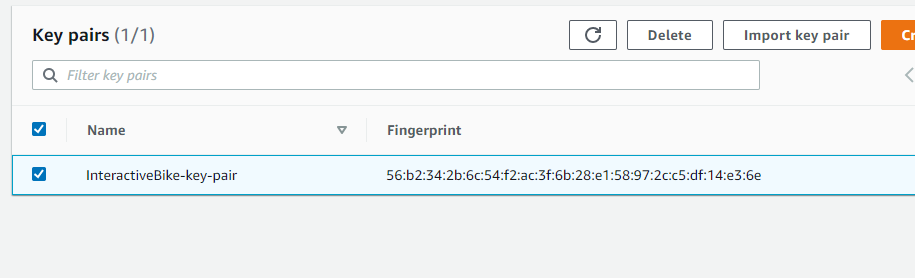 Key pairs (1/1)
Delete
Import key pair
Cr
Filter key pairs
Name
Fingerprint
InteractiveBike-key-pair
56:b2:34:2b:6c:54:f2:ac:3f:6b:28:e1:58:97:2c:c5:df:14:e3:6e